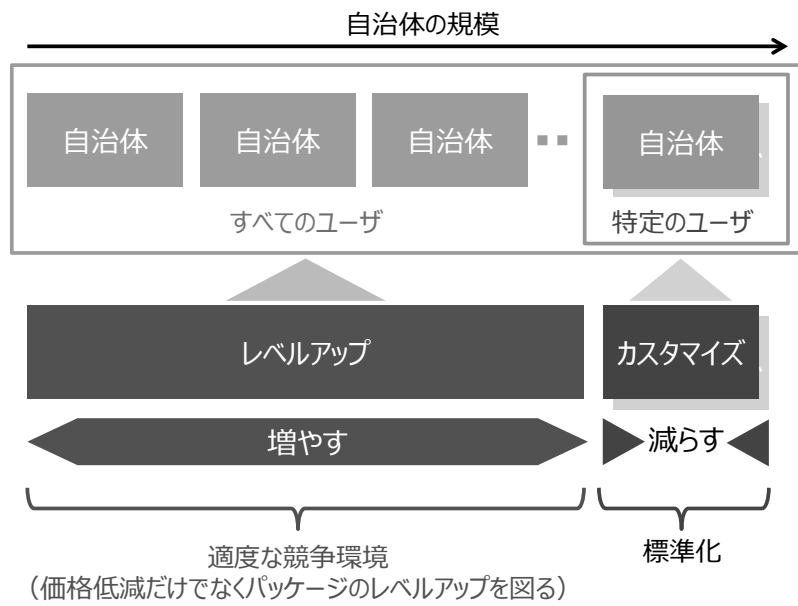 自治体の規模
自治体 自治体 自治体 自治体
すべてのユーザ 特定のユーザ
レベルアップ カスタマイズ
増やす 減らす
適度な競争環境 標準化
（価格低減だけでなくパッケージのレベルアップを図る）